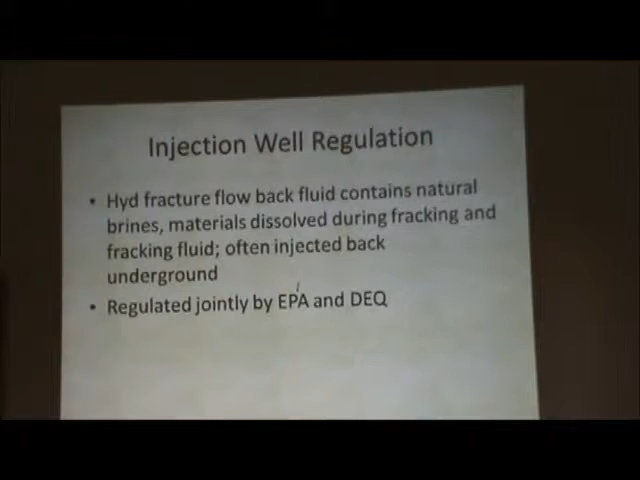 Injection Well Regulation
• Hyd fracture flow back fluid contains natural
brines, materials dissolved during fracking and
fracking fluid; often injected back
underground
• Regulated jointly by EPA and DEQ